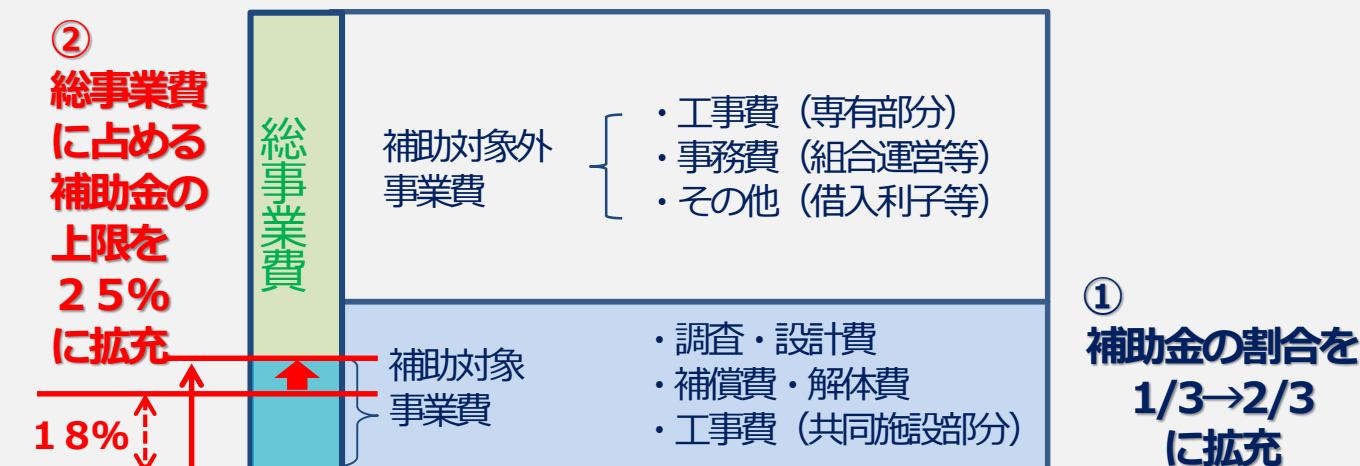 ②
総事業費
に占める
補助金の
上限を
２５%
に拡充
18%
総事業費
補助対象外
事業費
・工事費（専有部分）
・事務費（組合運営等）
・その他（借入利子等）
補助対象
事業費
・調査・設計費
・補償費・解体費
・工事費（共同施設部分）
①
補助金の割合を
1/3→2/3
に拡充